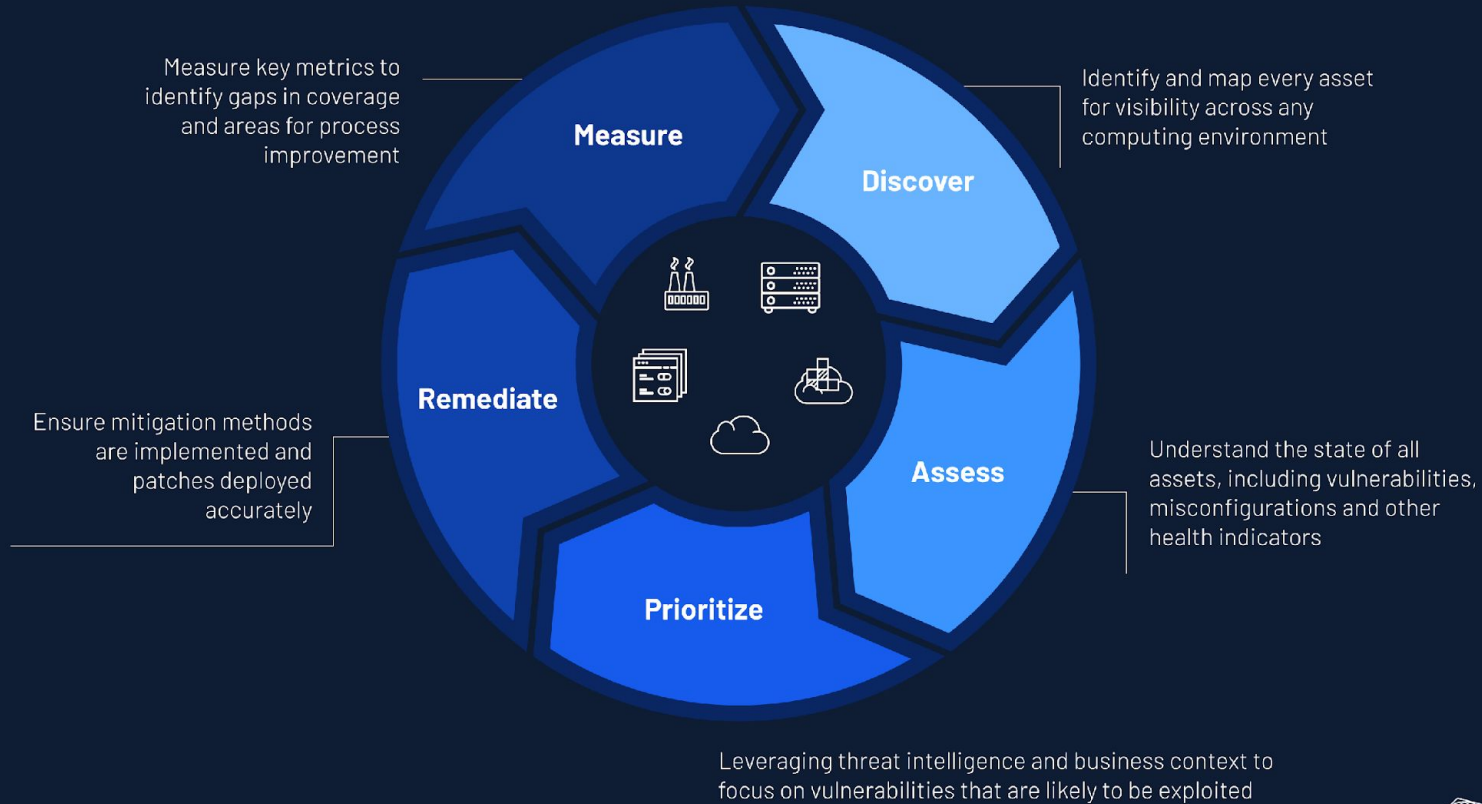 Measure key metrics to
identify gaps in coverage
and areas for process
improvement
Measure
Identify and map every asset
for visibility across any
computing environment
Discover
Remediate
Ensure mitigation methods
are implemented and
patches deployed
accurately
Assess
Understand the state of all
assets, including vulnerabilities,
misconfigurations and other
health indicators
Prioritize
Leveraging threat intelligence and business context to
focus on vulnerabilities that are likely to be exploited